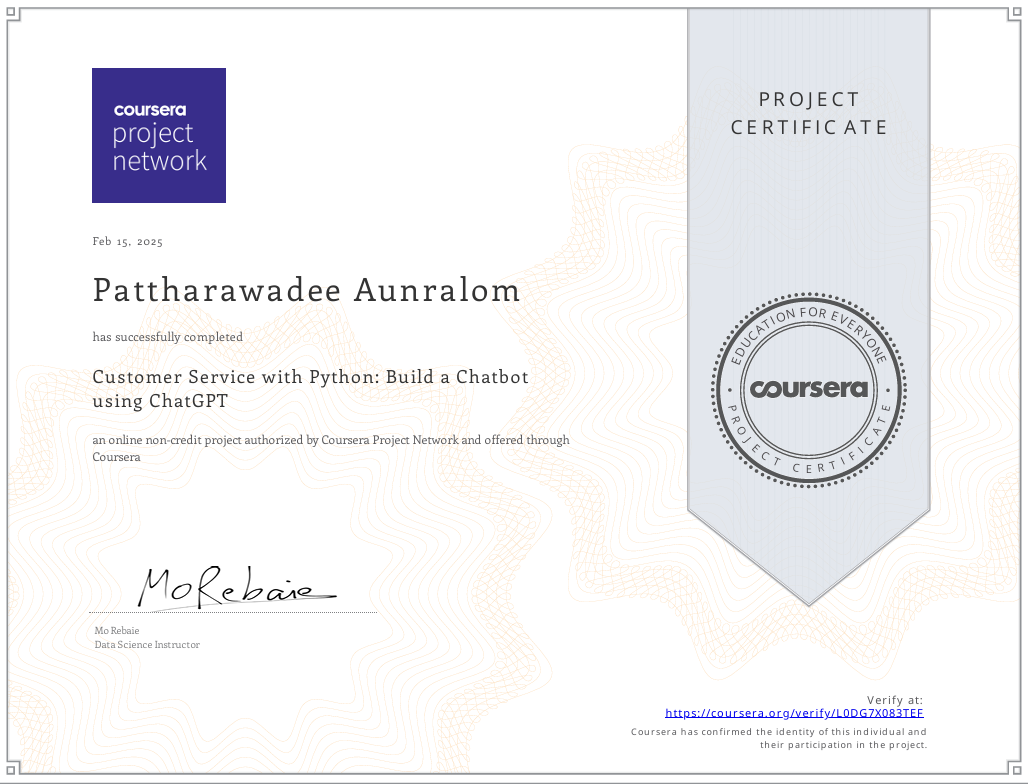 coursera
project
network
PROJECT
CERTIFICATE
Feb 15, 2025
Pattharawadee Aunralom
has successfully completed
Customer Service with Python: Build a Chatbot
using ChatGPT
an online non-credit project authorized by Coursera Project Network and offered through
Coursera
EDUCATION FOR EVERYONE
coursera
PROJECT CERTIFICATE
Mo Rebaie
Mo Rebaie
Data Science Instructor
Verify at:
https://coursera.org/verify/L0DG7X083TEF
Coursera has confirmed the identity of this individual and
their participation in the project.